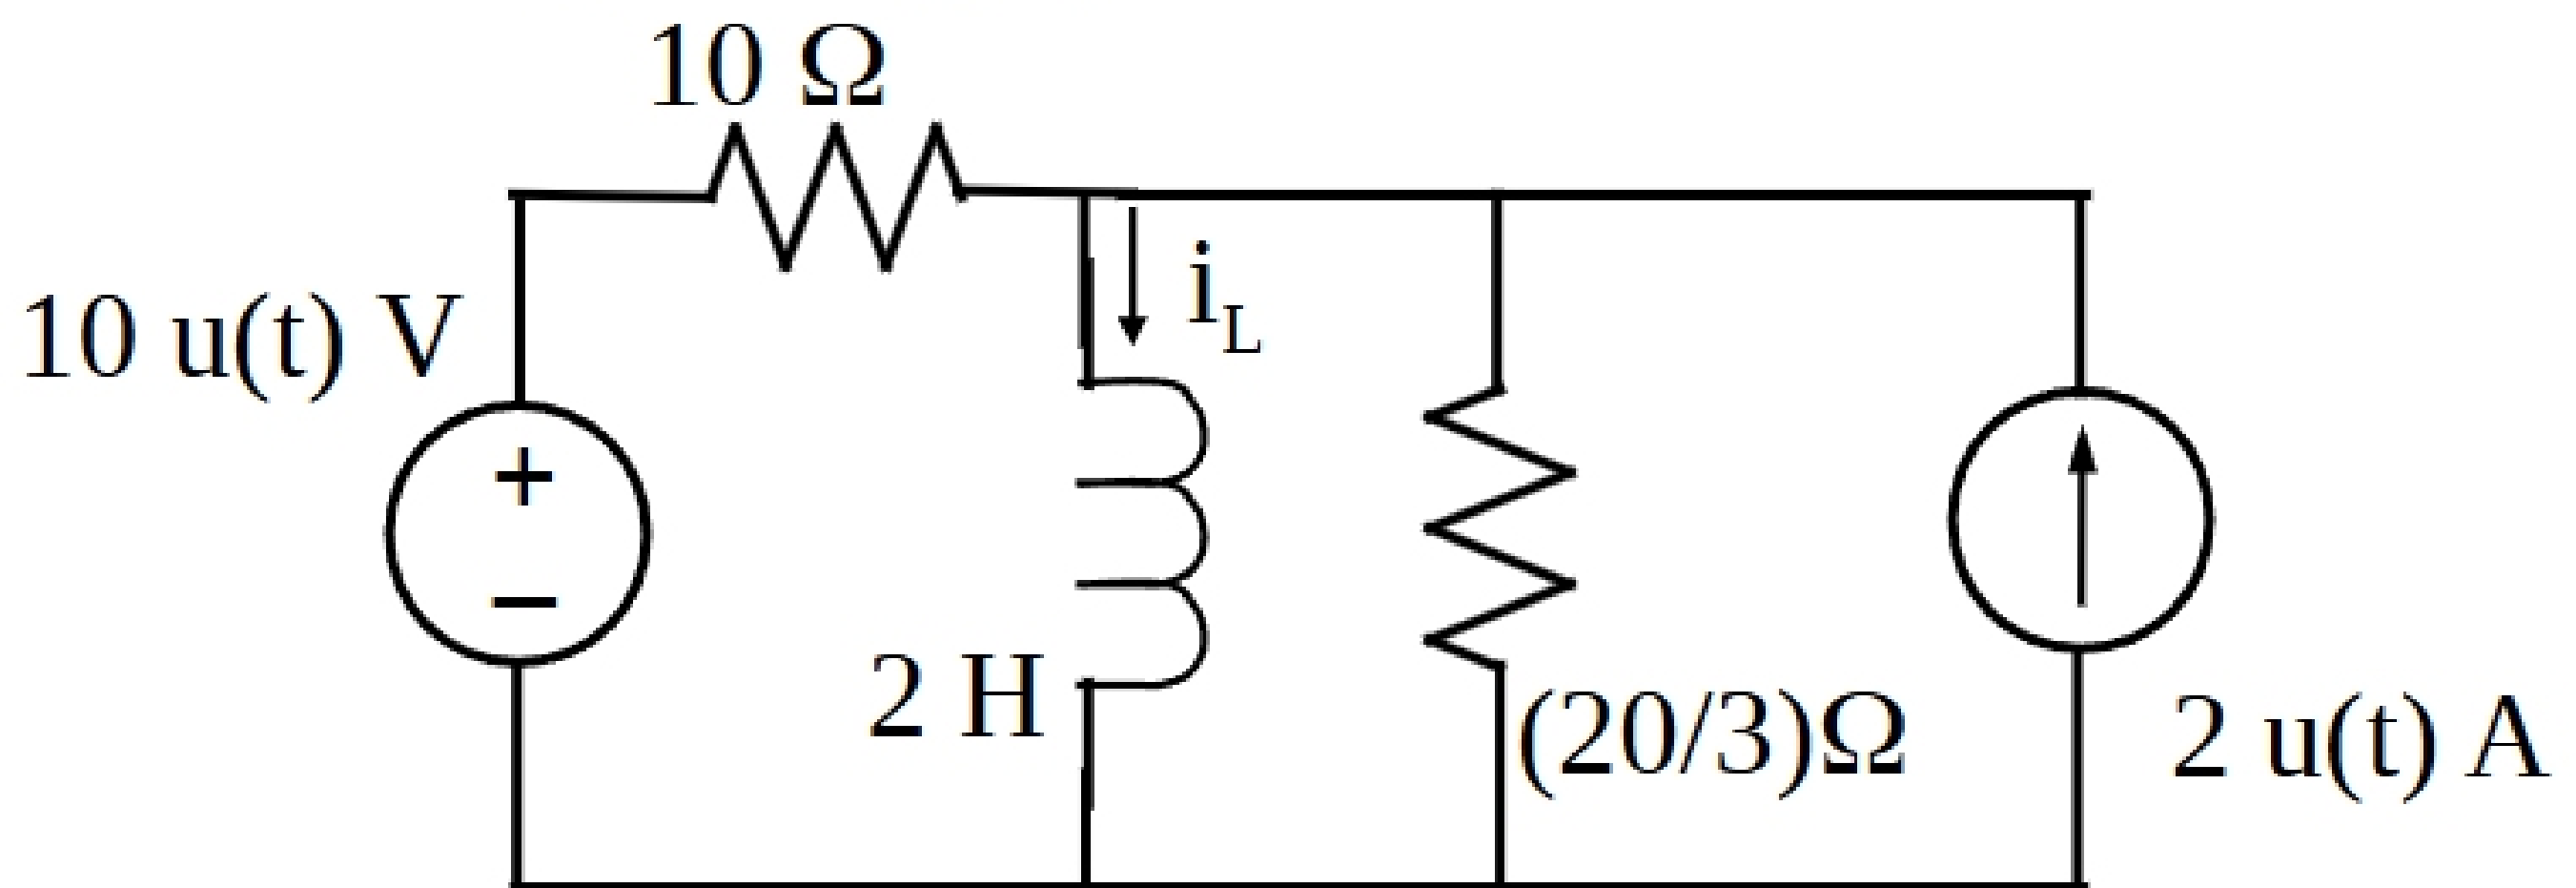 10 Ω
10 u(t) V
i_L
+
−
2 H
(20/3)Ω
2 u(t) A